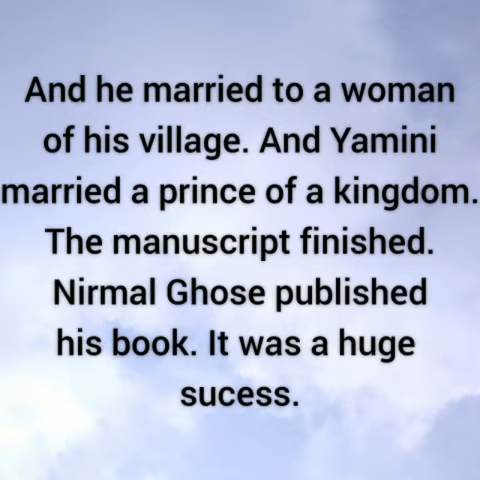 And he married to a woman
of his village. And Yamini
married a prince of a kingdom.
The manuscript finished.
Nirmal Ghose published
his book. It was a huge
sucess.